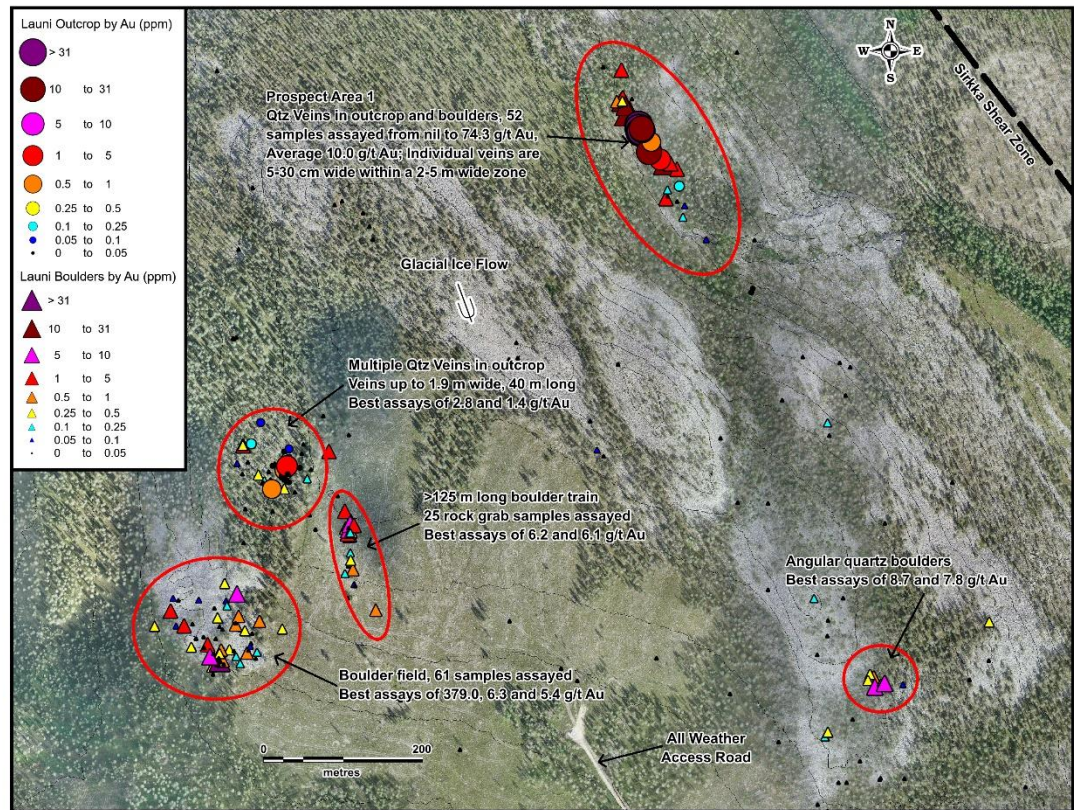 Launi Outcrop by Au (ppm)
> 31
10 to 31
5 to 10
1 to 5
0.5 to 1
0.25 to 0.5
0.1 to 0.25
0.05 to 0.1
0 to 0.05
Launi Boulders by Au (ppm)
> 31
10 to 31
5 to 10
1 to 5
0.5 to 1
0.25 to 0.5
0.1 to 0.25
0.05 to 0.1
0 to 0.05
Prospect Area 1
Qtz Veins in outcrop and boulders, 52
samples assayed from nil to 74.3 g/t Au,
Average 10.0 g/t Au; Individual veins are
5-30 cm wide within a 2-5 m wide zone
N
W E
S
Sirkka Shear Zone
Glacial Ice Flow
Multiple Qtz Veins in outcrop
Veins up to 1.9 m wide, 40 m long
Best assays of 2.8 and 1.4 g/t Au
>125 m long boulder train
25 rock grab samples assayed
Best assays of 6.2 and 6.1 g/t Au
Angular quartz boulders
Best assays of 8.7 and 7.8 g/t Au
Boulder field, 61 samples assayed
Best assays of 379.0, 6.3 and 5.4 g/t Au
0 200
metres
All Weather
Access Road